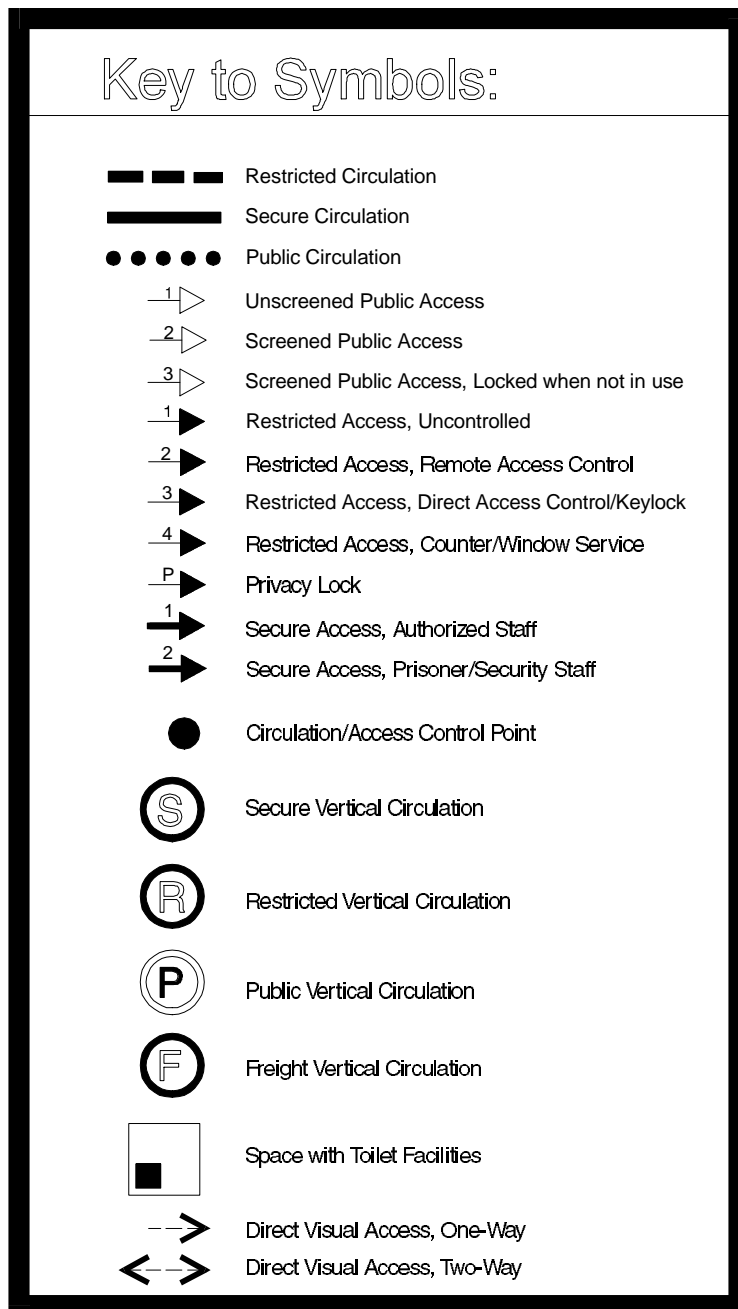 Key to Symbols:
Restricted Circulation
Secure Circulation
Public Circulation
1 Unscreened Public Access
2 Screened Public Access
3 Screened Public Access, Locked when not in use
1 Restricted Access, Uncontrolled
2 Restricted Access, Remote Access Control
3 Restricted Access, Direct Access Control/Keylock
4 Restricted Access, Counter/Window Service
P Privacy Lock
1 Secure Access, Authorized Staff
2 Secure Access, Prisoner/Security Staff
Circulation/Access Control Point
S Secure Vertical Circulation
R Restricted Vertical Circulation
P Public Vertical Circulation
F Freight Vertical Circulation
Space with Toilet Facilities
Direct Visual Access, One-Way
Direct Visual Access, Two-Way